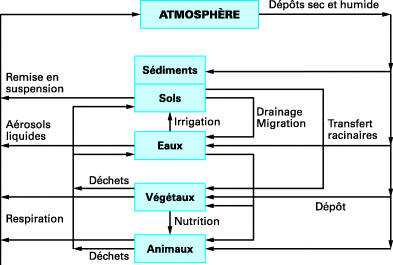 Dépôts sec et humide
ATMOSPHÈRE
Sédiments
Remise en
suspension
Sols
Drainage
Migration
Irrigation
Transfert
racinaires
Aérosols
liquides
Eaux
Déchets
Végétaux
Dépôt
Respiration
Nutrition
Animaux
Déchets